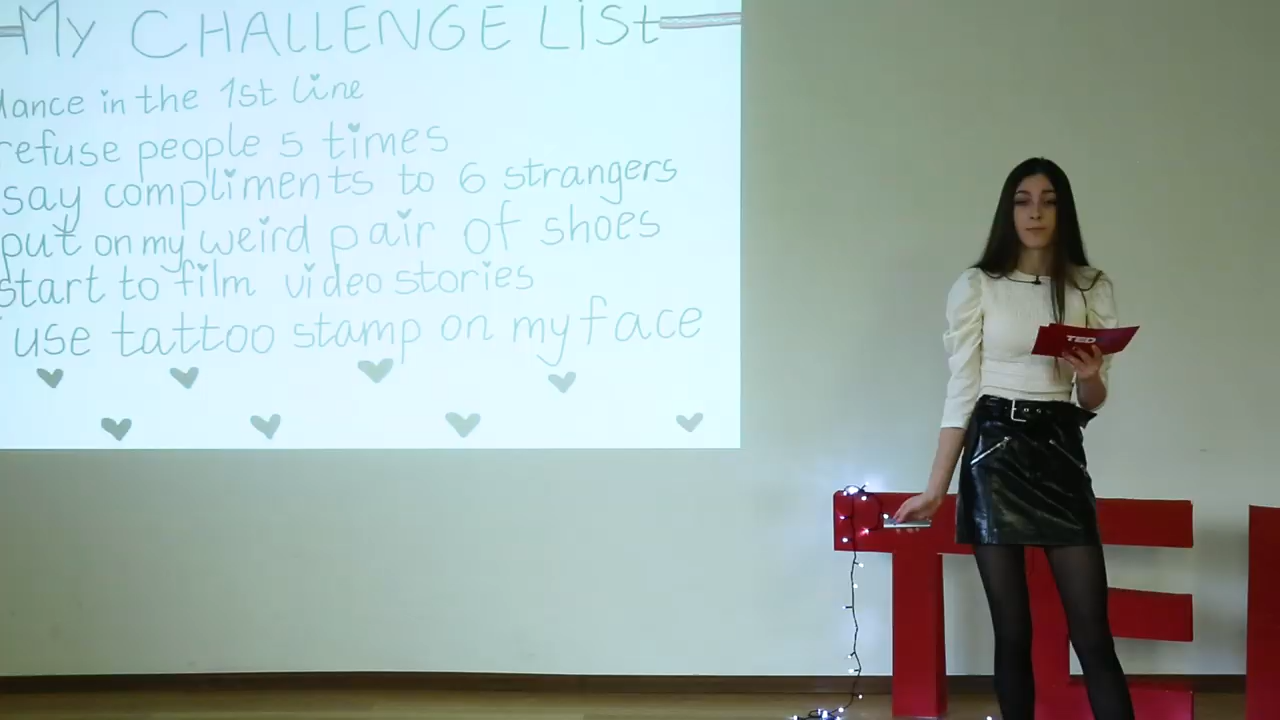 My CHALLENGE LiSt
dance in the 1st line
refuse people 5 times
say compliments to 6 strangers
put on my weird pair of shoes
start to film video stories
use tattoo stamp on my face
TED
TE